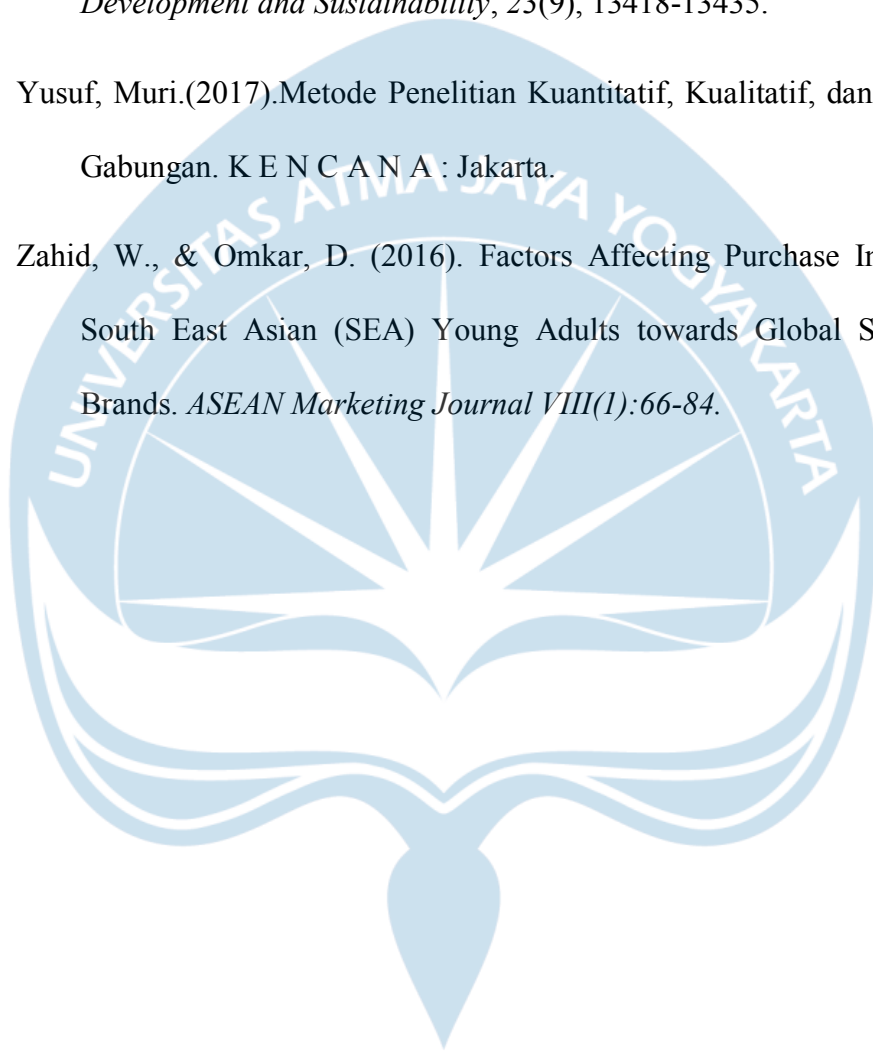 Development and Sustainability, 23(9), 13418-13435.
Yusuf, Muri.(2017).Metode Penelitian Kuantitatif, Kualitatif, dan
Gabungan. K E N C A N A : Jakarta.
Zahid, W., & Omkar, D. (2016). Factors Affecting Purchase
South East Asian (SEA) Young Adults towards Global
Brands. ASEAN Marketing Journal VIII(1):66-84.
UNIVERSITAS ATMA JAYA YOGYAKARTA